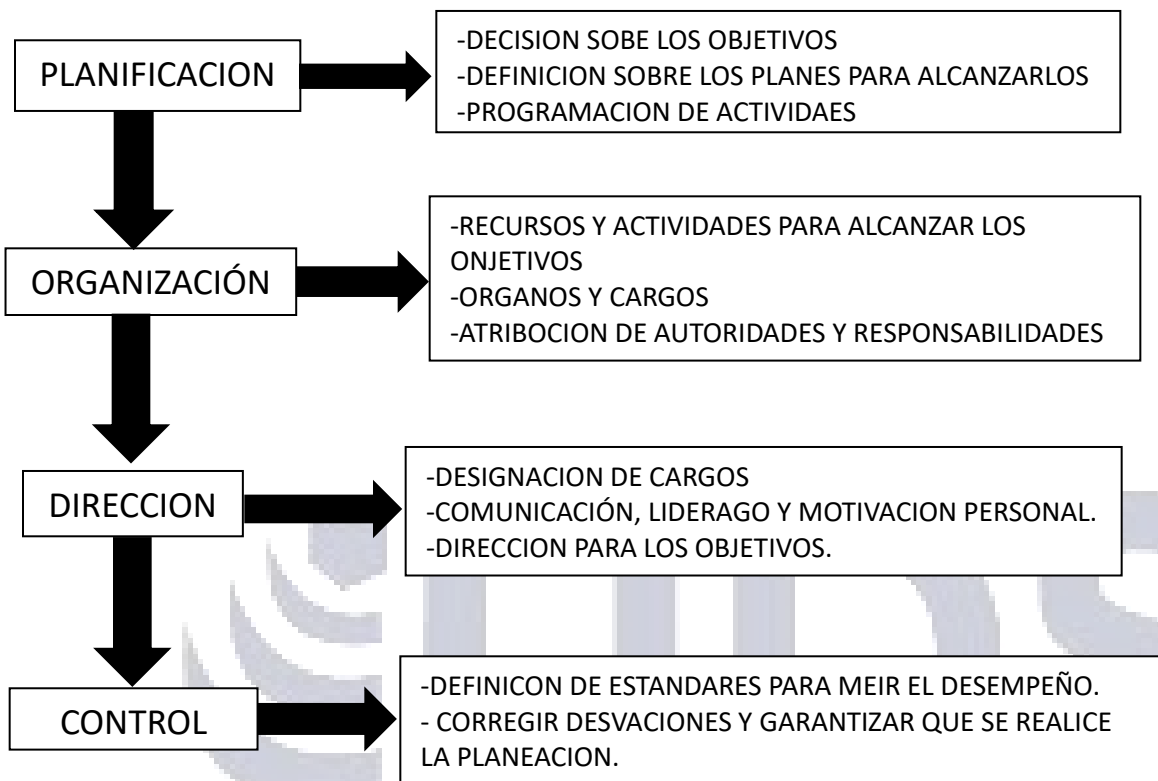 PLANIFICACION
-DECISION SOBE LOS OBJETIVOS
-DEFINICION SOBRE LOS PLANES PARA ALCANZARLOS
-PROGRAMACION DE ACTIVIDAES
ORGANIZACIÓN
-RECURSOS Y ACTIVIDADES PARA ALCANZAR LOS
ONJETIVOS
-ORGANOS Y CARGOS
-ATRIBOCION DE AUTORIDADES Y RESPONSABILIDADES
DIRECCION
-DESIGNACION DE CARGOS
-COMUNICACIÓN, LIDERAGO Y MOTIVACION PERSONAL.
-DIRECCION PARA LOS OBJETIVOS.
CONTROL
-DEFINICON DE ESTANDARES PARA MEIR EL DESEMPEÑO.
- CORREGIR DESVACIONES Y GARANTIZAR QUE SE REALICE
LA PLANEACION.